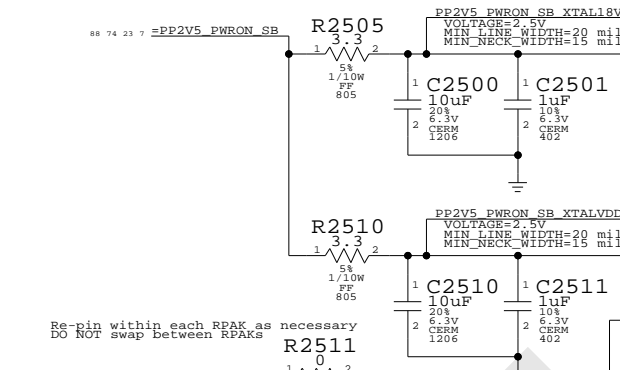 PP2V5_PWRON_SB_XTAL18V
VOLTAGE=2.5V
MIN_LINE_WIDTH=20 mil
MIN_NECK_WIDTH=15 mil
88 74 23 7 =PP2V5_PWRON_SB
R2505
3.3
1 2
5%
1/10W
FF
805
1 C2500
10uF
20%
2 6.3V
CERM
1206
1 C2501
1uF
10%
2 6.3V
CERM
402
PP2V5_PWRON_SB_XTALVDD
VOLTAGE=2.5V
MIN_LINE_WIDTH=20 mil
MIN_NECK_WIDTH=15 mil
R2510
3.3
1 2
5%
1/10W
FF
805
1 C2510
10uF
20%
2 6.3V
CERM
1206
1 C2511
1uF
10%
2 6.3V
CERM
402
Re-pin within each RPAK as necessary
DO NOT swap between RPAKs
R2511
0
1 2